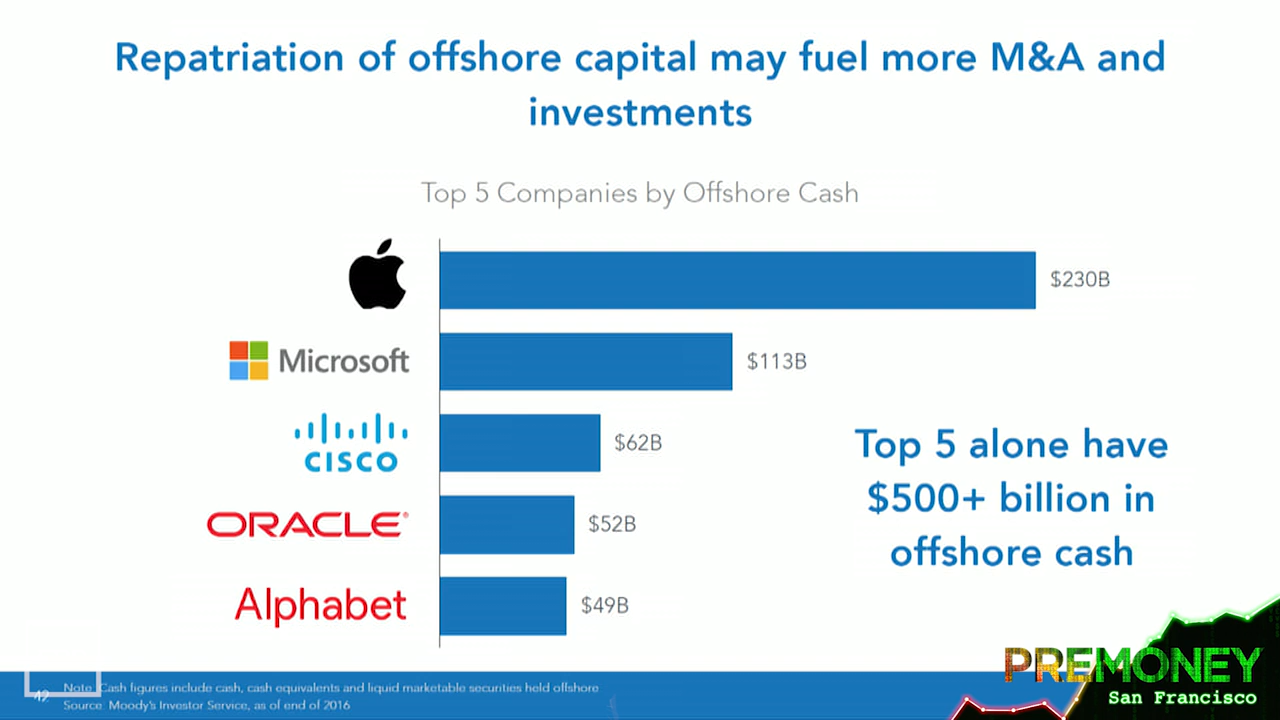 Repatriation of offshore capital may fuel more M&A and
investments
Top 5 Companies by Offshore Cash
$230B
Microsoft
$113B
CISCO
$62B
ORACLE®
$52B
Alphabet
$49B
Top 5 alone have
$500+ billion in
offshore cash
42
Note: Cash figures include cash, cash equivalents and liquid marketable securities held offshore
Source: Moody's Investor Service, as of end of 2016
PREMONEY
San Francisco